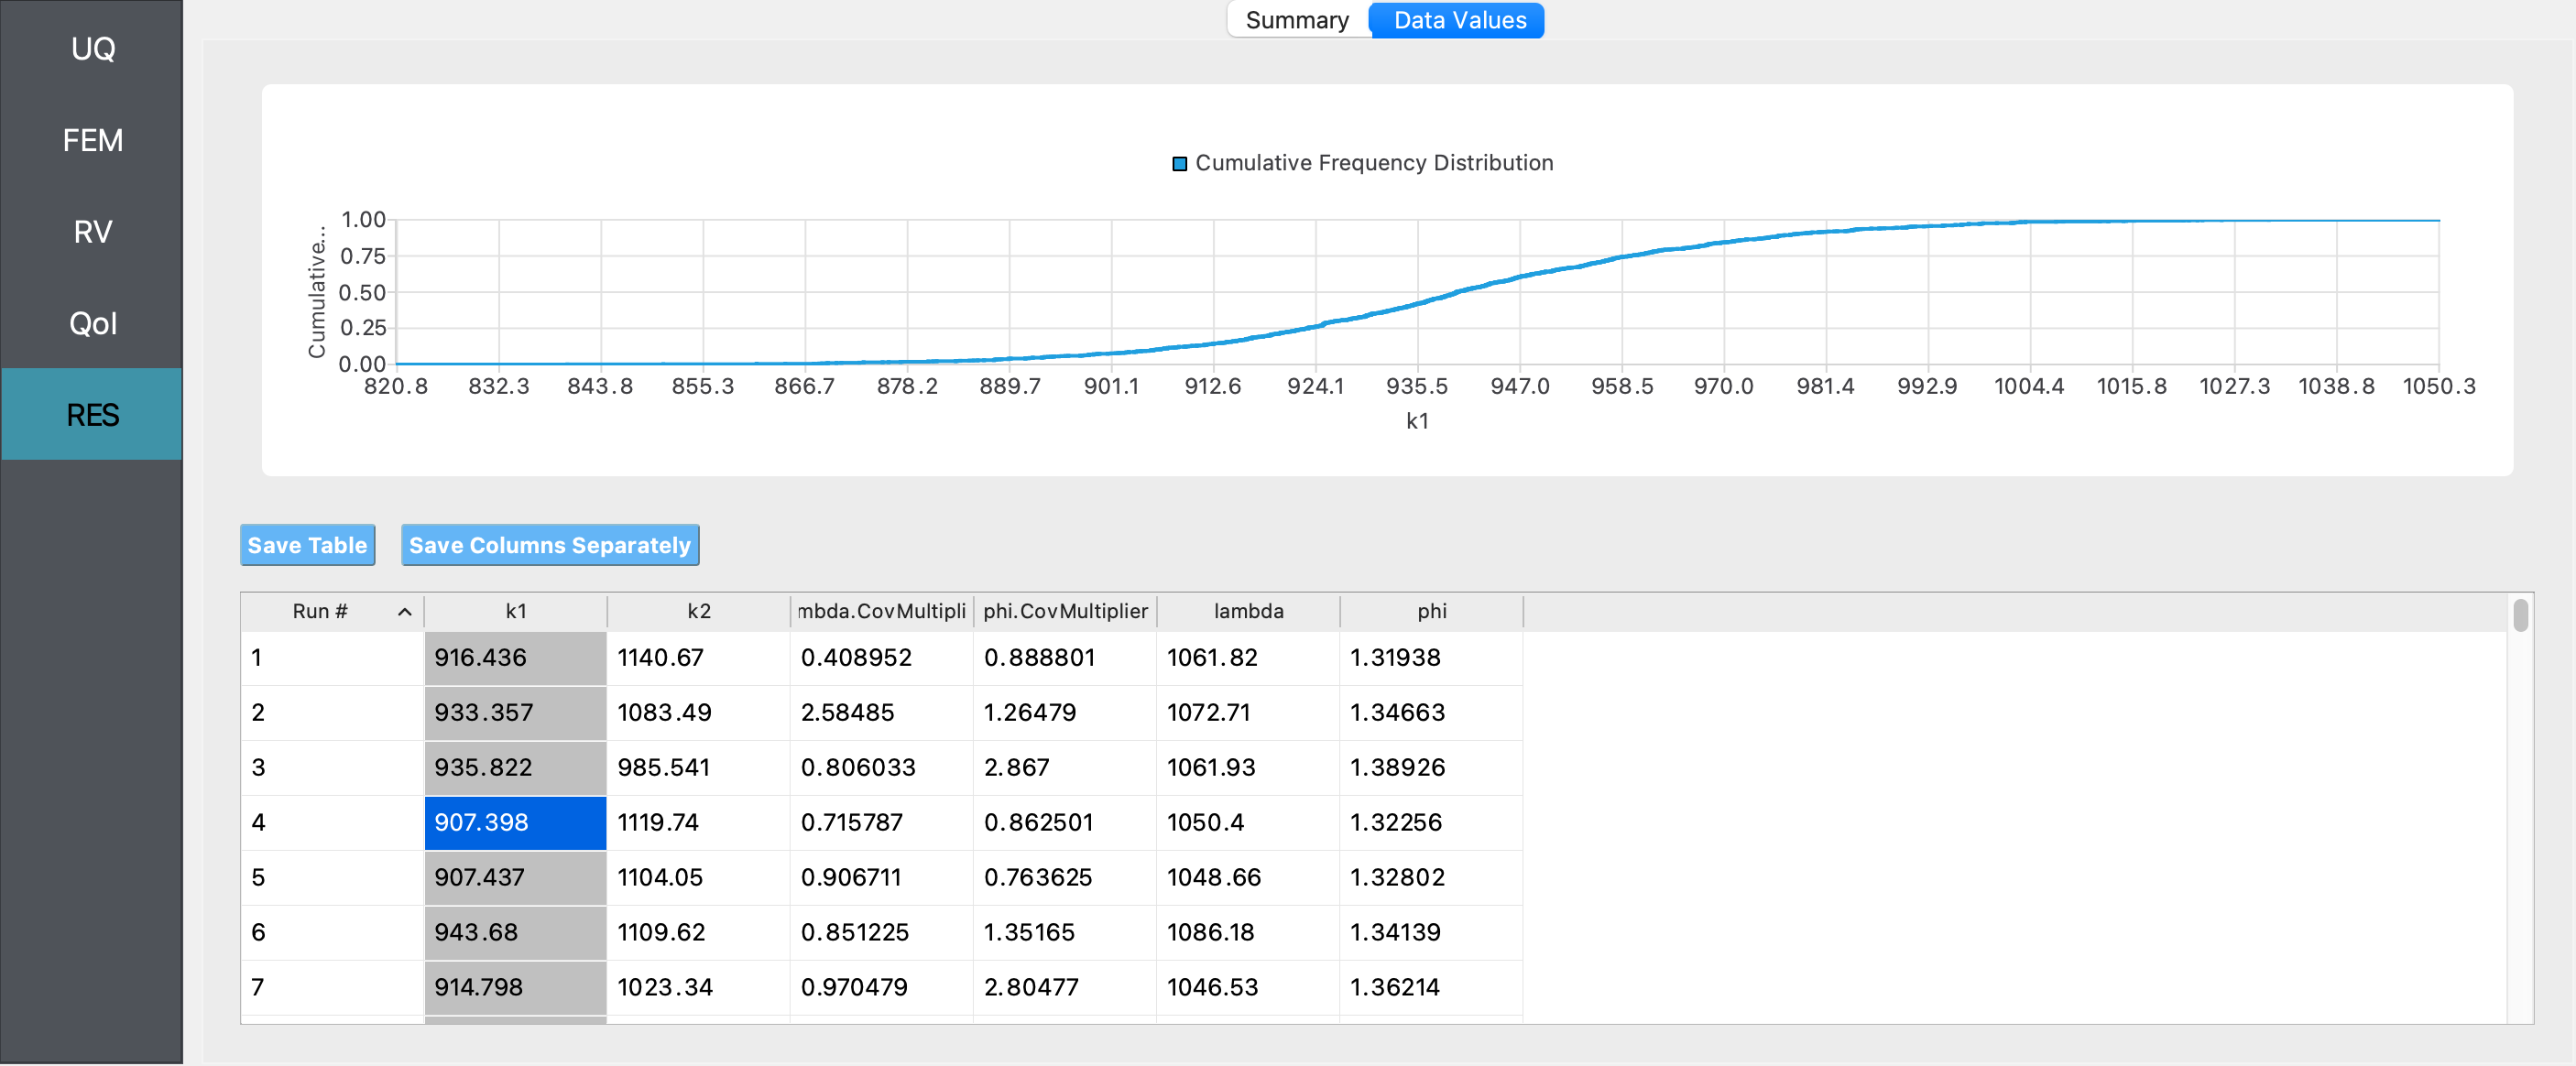 Summary Data Values
UQ
FEM
RV
QoI
RES
Cumulative Frequency Distribution
Cumulative...
1.00
0.75
0.50
0.25
0.00
820.8 832.3 843.8 855.3 866.7 878.2 889.7 901.1 912.6 924.1 935.5 947.0 958.5 970.0 981.4 992.9 1004.4 1015.8 1027.3 1038.8 1050.3
k1
Save Table Save Columns Separately
Run # k1 k2 mbda.CovMultipli phi.CovMultiplier lambda phi
1 916.436 1140.67 0.408952 0.888801 1061.82 1.31938
2 933.357 1083.49 2.58485 1.26479 1072.71 1.34663
3 935.822 985.541 0.806033 2.867 1061.93 1.38926
4 907.398 1119.74 0.715787 0.862501 1050.4 1.32256
5 907.437 1104.05 0.906711 0.763625 1048.66 1.32802
6 943.68 1109.62 0.851225 1.35165 1086.18 1.34139
7 914.798 1023.34 0.970479 2.80477 1046.53 1.36214